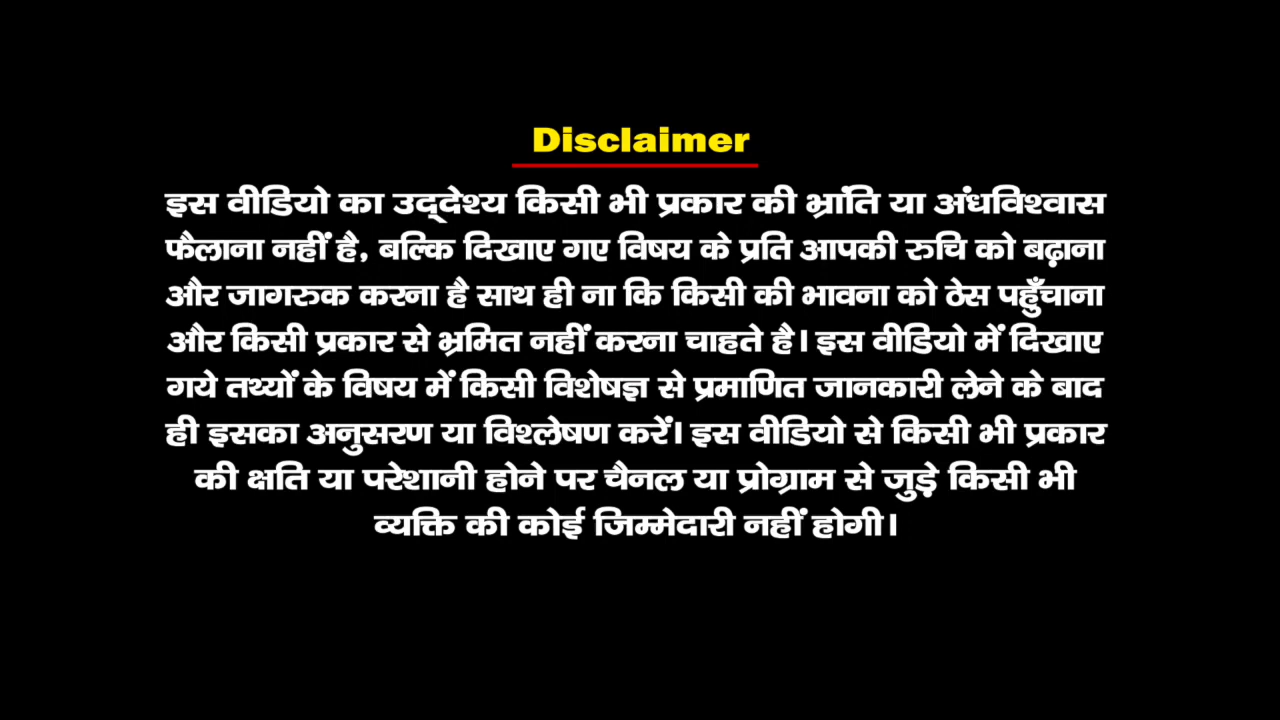 Disclaimer
इस वीडियो का उद्देश्य किसी भी प्रकार की भ्रांति या अंधविश्वास
फैलाना नहीं है, बल्कि दिखाए गए विषय के प्रति आपकी रुचि को बढ़ाना
और जागरुक करना है साथ ही ना कि किसी की भावना को ठेस पहुँचाना
और किसी प्रकार से भ्रमित नहीं करना चाहते है। इस वीडियो में दिखाए
गये तथ्यों के विषय में किसी विशेषज्ञ से प्रमाणित जानकारी लेने के बाद
ही इसका अनुसरण या विश्लेषण करें। इस वीडियो से किसी भी प्रकार
की क्षति या परेशानी होने पर चैनल या प्रोग्राम से जुड़े किसी भी
व्यक्ति की कोई जिम्मेदारी नहीं होगी।